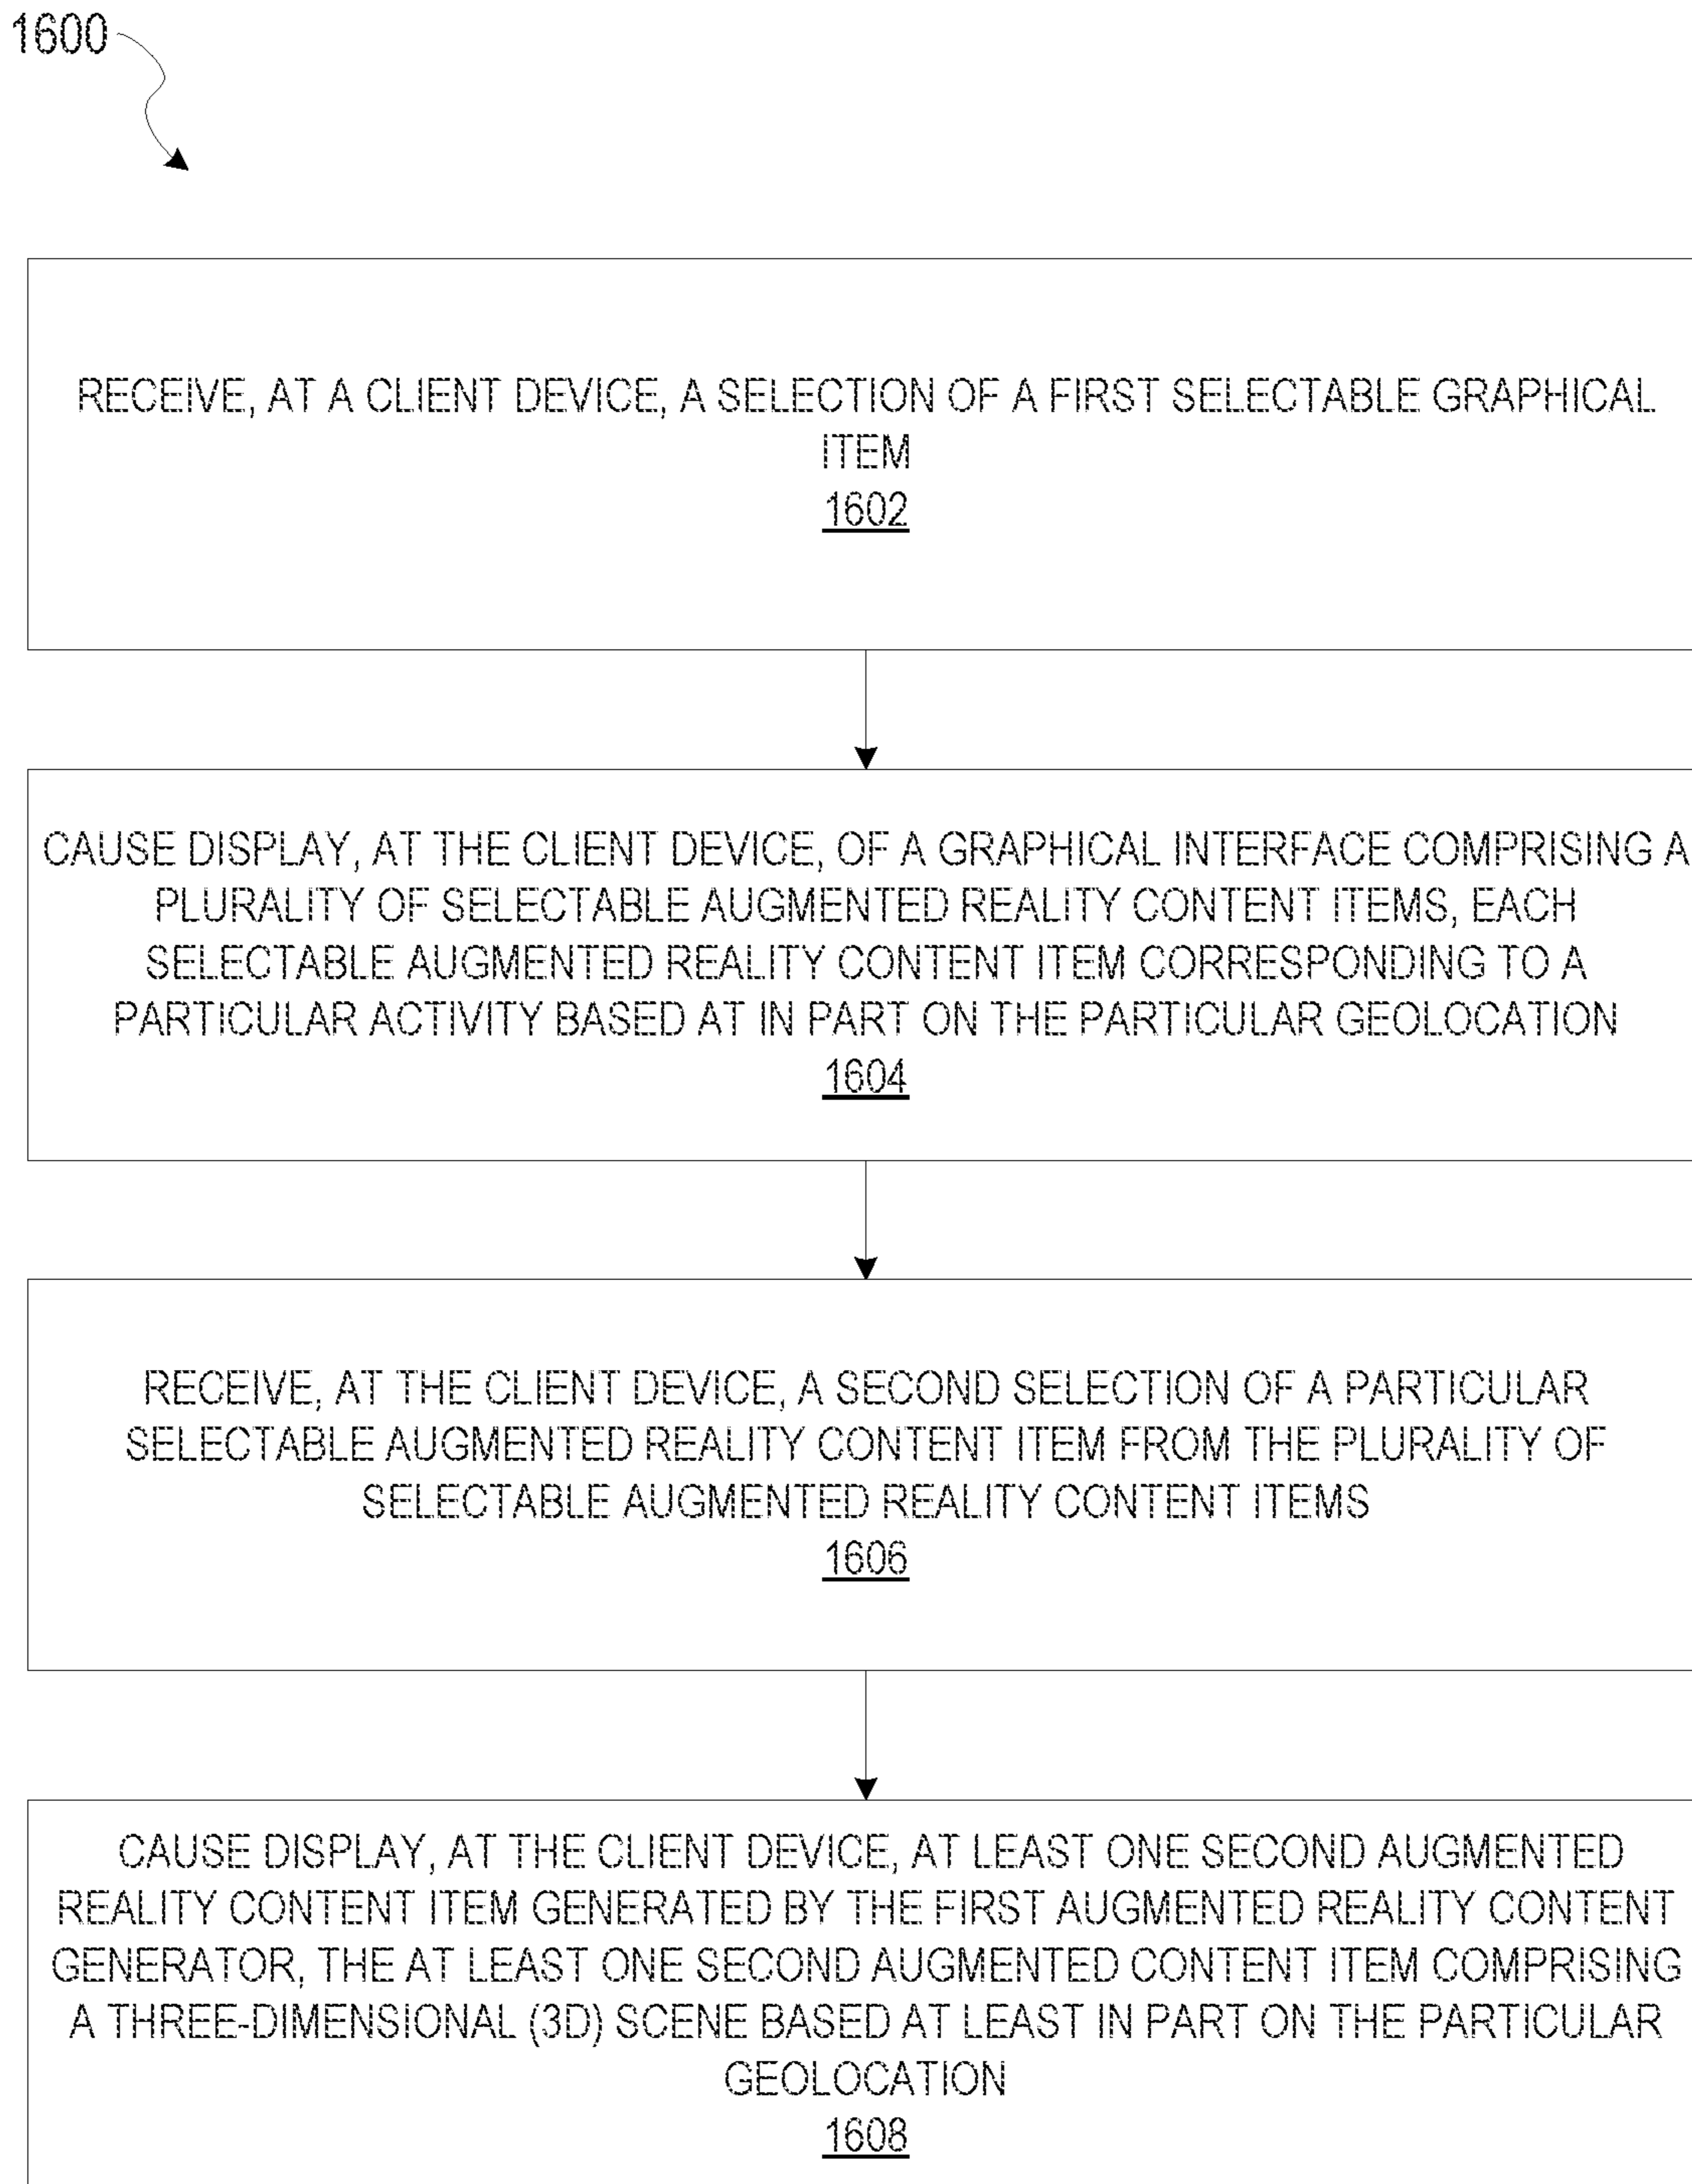 1600
RECEIVE, AT A CLIENT DEVICE, A SELECTION OF A FIRST SELECTABLE GRAPHICAL
ITEM
1602
CAUSE DISPLAY, AT THE CLIENT DEVICE, OF A GRAPHICAL INTERFACE COMPRISING A
PLURALITY OF SELECTABLE AUGMENTED REALITY CONTENT ITEMS, EACH
SELECTABLE AUGMENTED REALITY CONTENT ITEM CORRESPONDING TO A
PARTICULAR ACTIVITY BASED AT IN PART ON THE PARTICULAR GEOLOCATION
1604
RECEIVE, AT THE CLIENT DEVICE, A SECOND SELECTION OF A PARTICULAR
SELECTABLE AUGMENTED REALITY CONTENT ITEM FROM THE PLURALITY OF
SELECTABLE AUGMENTED REALITY CONTENT ITEMS
1606
CAUSE DISPLAY, AT THE CLIENT DEVICE, AT LEAST ONE SECOND AUGMENTED
REALITY CONTENT ITEM GENERATED BY THE FIRST AUGMENTED REALITY CONTENT
GENERATOR, THE AT LEAST ONE SECOND AUGMENTED CONTENT ITEM COMPRISING
A THREE-DIMENSIONAL (3D) SCENE BASED AT LEAST IN PART ON THE PARTICULAR
GEOLOCATION
1608